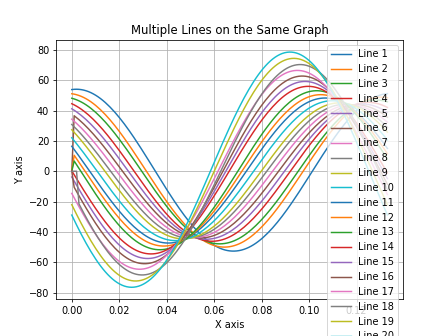 Multiple Lines on the Same Graph
Y axis
80
60
40
20
0
−20
−40
−60
−80
0.00
0.02
0.04
0.06
0.08
0.10
0.12
X axis
Line 1
Line 2
Line 3
Line 4
Line 5
Line 6
Line 7
Line 8
Line 9
Line 10
Line 11
Line 12
Line 13
Line 14
Line 15
Line 16
Line 17
Line 18
Line 19
Line 20